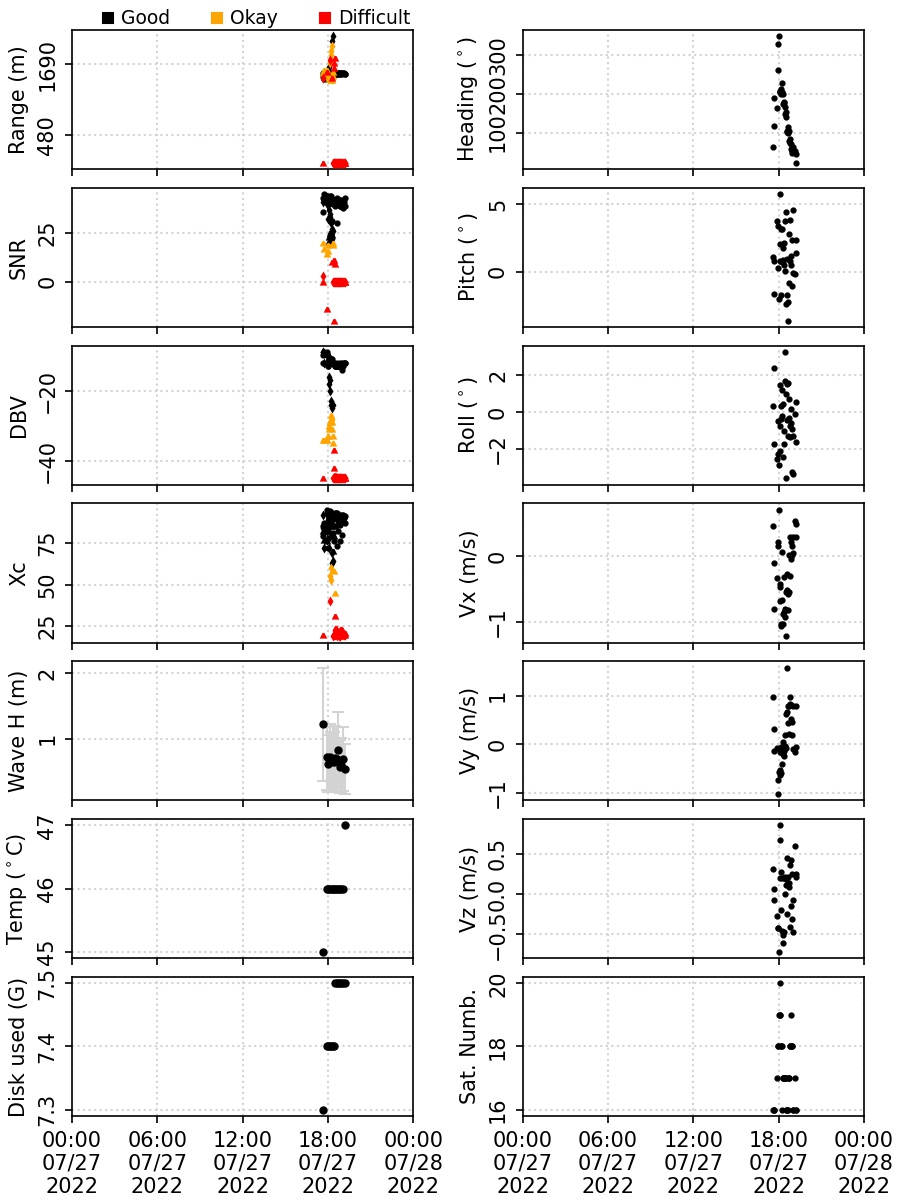 Good Okay Difficult
Range (m)
1690
480
Heading (°)
300
200
100
SNR
25
0
Pitch (°)
5
0
DBV
−20
−40
Roll (°)
2
0
−2
Xc
75
50
25
Vx (m/s)
0
−1
Wave H (m)
2
1
Vy (m/s)
1
0
−1
Temp (°C)
47
46
45
Vz (m/s)
0.5
0.0
−0.5
Disk used (G)
7.5
7.4
7.3
Sat. Numb.
20
18
16
00:00 06:00 12:00 18:00 00:00 00:00 06:00 12:00 18:00 00:00
07/27 07/27 07/27 07/27 07/28 07/27 07/27 07/27 07/27 07/28
2022 2022 2022 2022 2022 2022 2022 2022 2022 2022